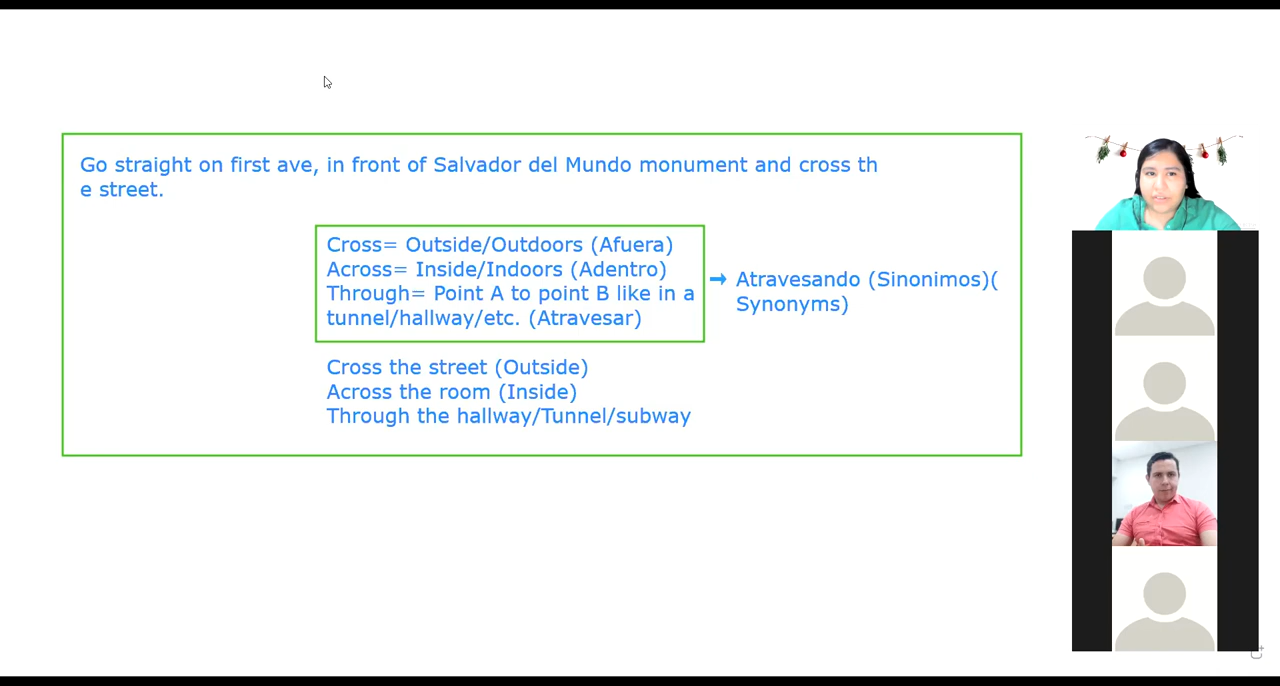 Go straight on first ave, in front of Salvador del Mundo monument and cross th
e street.
Cross= Outside/Outdoors (Afuera)
Across= Inside/Indoors (Adentro)
Through= Point A to point B like in a
tunnel/hallway/etc. (Atravesar)
Atravesando (Sinonimos)(
Synonyms)
Cross the street (Outside)
Across the room (Inside)
Through the hallway/Tunnel/subway